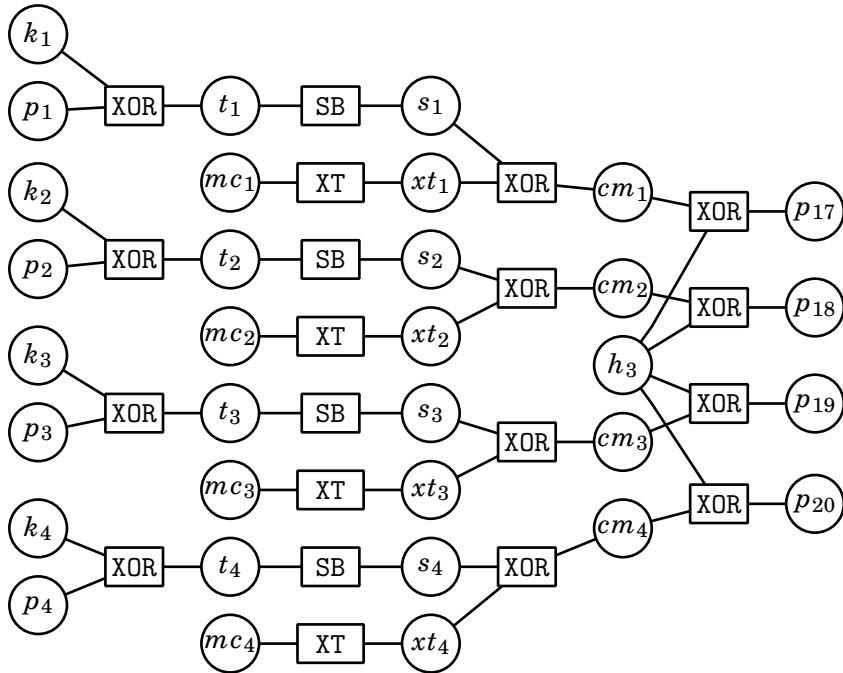 k₁
p₁ XOR t₁ SB s₁
mc₁ XT xt₁ XOR cm₁
k₂ XOR p₁₇
p₂ XOR t₂ SB s₂
XOR cm₂ XOR p₁₈
mc₂ XT xt₂
k₃ h₃
p₃ XOR t₃ SB s₃ XOR p₁₉
XOR cm₃
mc₃ XT xt₃ XOR p₂₀
k₄ cm₄
p₄ XOR t₄ SB s₄ XOR
mc₄ XT xt₄